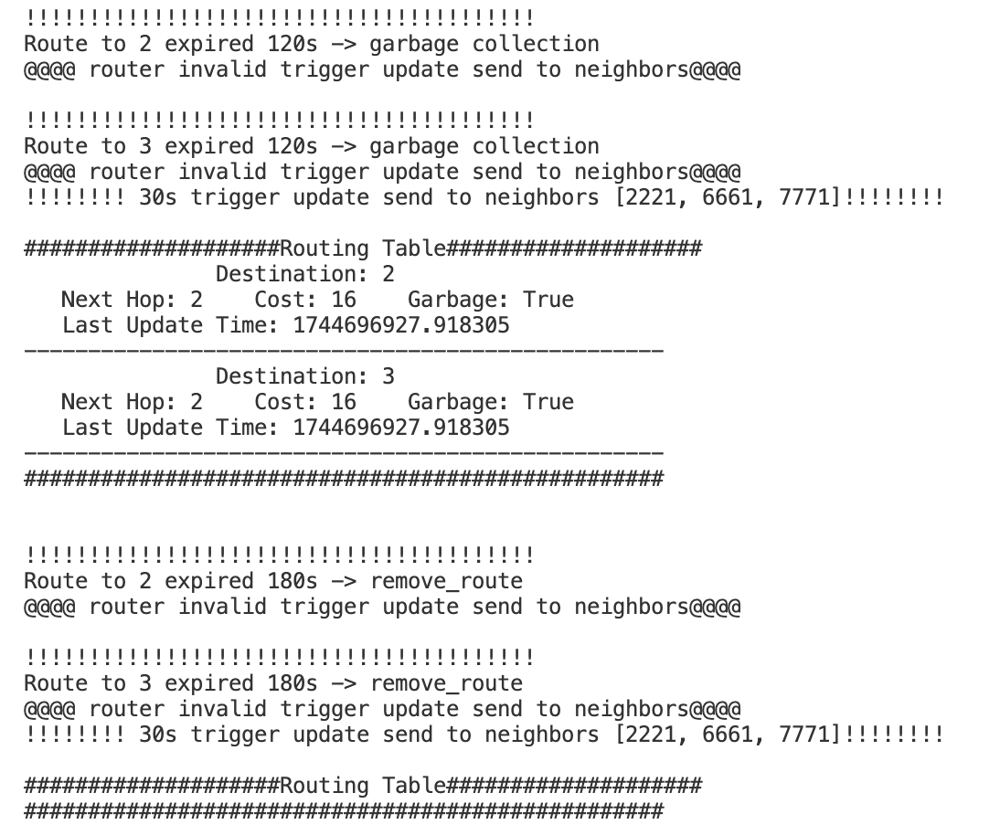 !!!!!!!!!!!!!!!!!!!!!!!!!!!!!!!!!!!!!!!!
Route to 2 expired 120s —> garbage collection
@@@@ router invalid trigger update send to neighbors@@@@
!!!!!!!!!!!!!!!!!!!!!!!!!!!!!!!!!!!!!!!!
Route to 3 expired 120s —> garbage collection
@@@@ router invalid trigger update send to neighbors@@@@
!!!!!!!! 30s trigger update send to neighbors [2221, 6661, 7771]!!!!!!!!
####################Routing Table####################
Destination: 2
Next Hop: 2    Cost: 16    Garbage: True
Last Update Time: 1744696927.918305
--------------------------------------------------
Destination: 3
Next Hop: 2    Cost: 16    Garbage: True
Last Update Time: 1744696927.918305
--------------------------------------------------
##################################################
!!!!!!!!!!!!!!!!!!!!!!!!!!!!!!!!!!!!!!!!
Route to 2 expired 180s —> remove_route
@@@@ router invalid trigger update send to neighbors@@@@
!!!!!!!!!!!!!!!!!!!!!!!!!!!!!!!!!!!!!!!!
Route to 3 expired 180s —> remove_route
@@@@ router invalid trigger update send to neighbors@@@@
!!!!!!!! 30s trigger update send to neighbors [2221, 6661, 7771]!!!!!!!!
####################Routing Table####################
##################################################